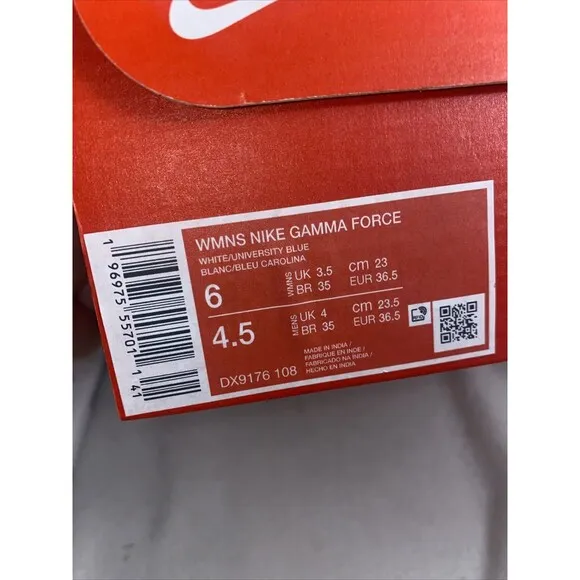 WMNS NIKE GAMMA FORCE
WHITE/UNIVERSITY BLUE
BLANC/BLEU CAROLINA
6 WMNS UK 3.5 cm 23
BR 35 EUR 36.5
4.5 MENS UK 4 cm 23.5
BR 35 EUR 36.5
DX9176 108
MADE IN INDIA /
FABRIQUE EN INDE /
FABRICADO NA INDIA /
HECHO EN INDIA
1 96975 55701 1 41